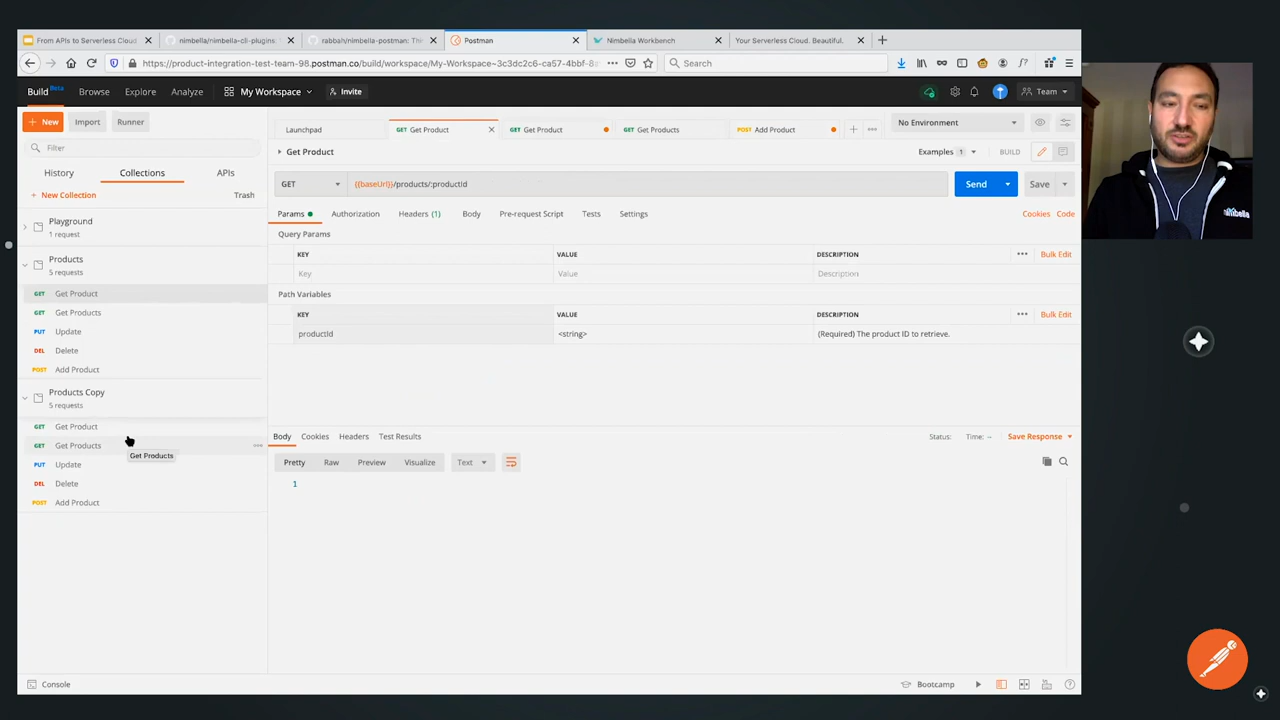 From APIs to Serverless Cloud
nimbella/nimbella-cli-plugins:
rabbah/nimbella-postman: The
Postman
Nimbella Workbench
Your Serverless Cloud. Beautiful.
https://product-integration-test-team-98.postman.co/build/workspace/My-Workspace~3c3dc2c6-ca57-4bbf-8
Search
Build Beta
Browse
Explore
Analyze
My Workspace
Invite
Team
New
Import
Runner
Filter
History
Collections
APIs
New Collection
Trash
Playground
1 request
Products
5 requests
GET Get Product
GET Get Products
PUT Update
DEL Delete
POST Add Product
Products Copy
5 requests
GET Get Product
GET Get Products
Get Products
PUT Update
DEL Delete
POST Add Product
Launchpad
GET Get Product
GET Get Product
GET Get Products
POST Add Product
No Environment
Get Product
Examples 1
BUILD
GET
{{baseUrl}}/products/:productId
Send
Save
Params
Authorization
Headers (1)
Body
Pre-request Script
Tests
Settings
Cookies
Code
Query Params
KEY
VALUE
DESCRIPTION
Bulk Edit
Key
Value
Description
Path Variables
KEY
VALUE
DESCRIPTION
Bulk Edit
productId
<string>
(Required) The product ID to retrieve.
Body
Cookies
Headers
Test Results
Status:
Time: --
Save Response
Pretty
Raw
Preview
Visualize
Text
1
Console
Bootcamp